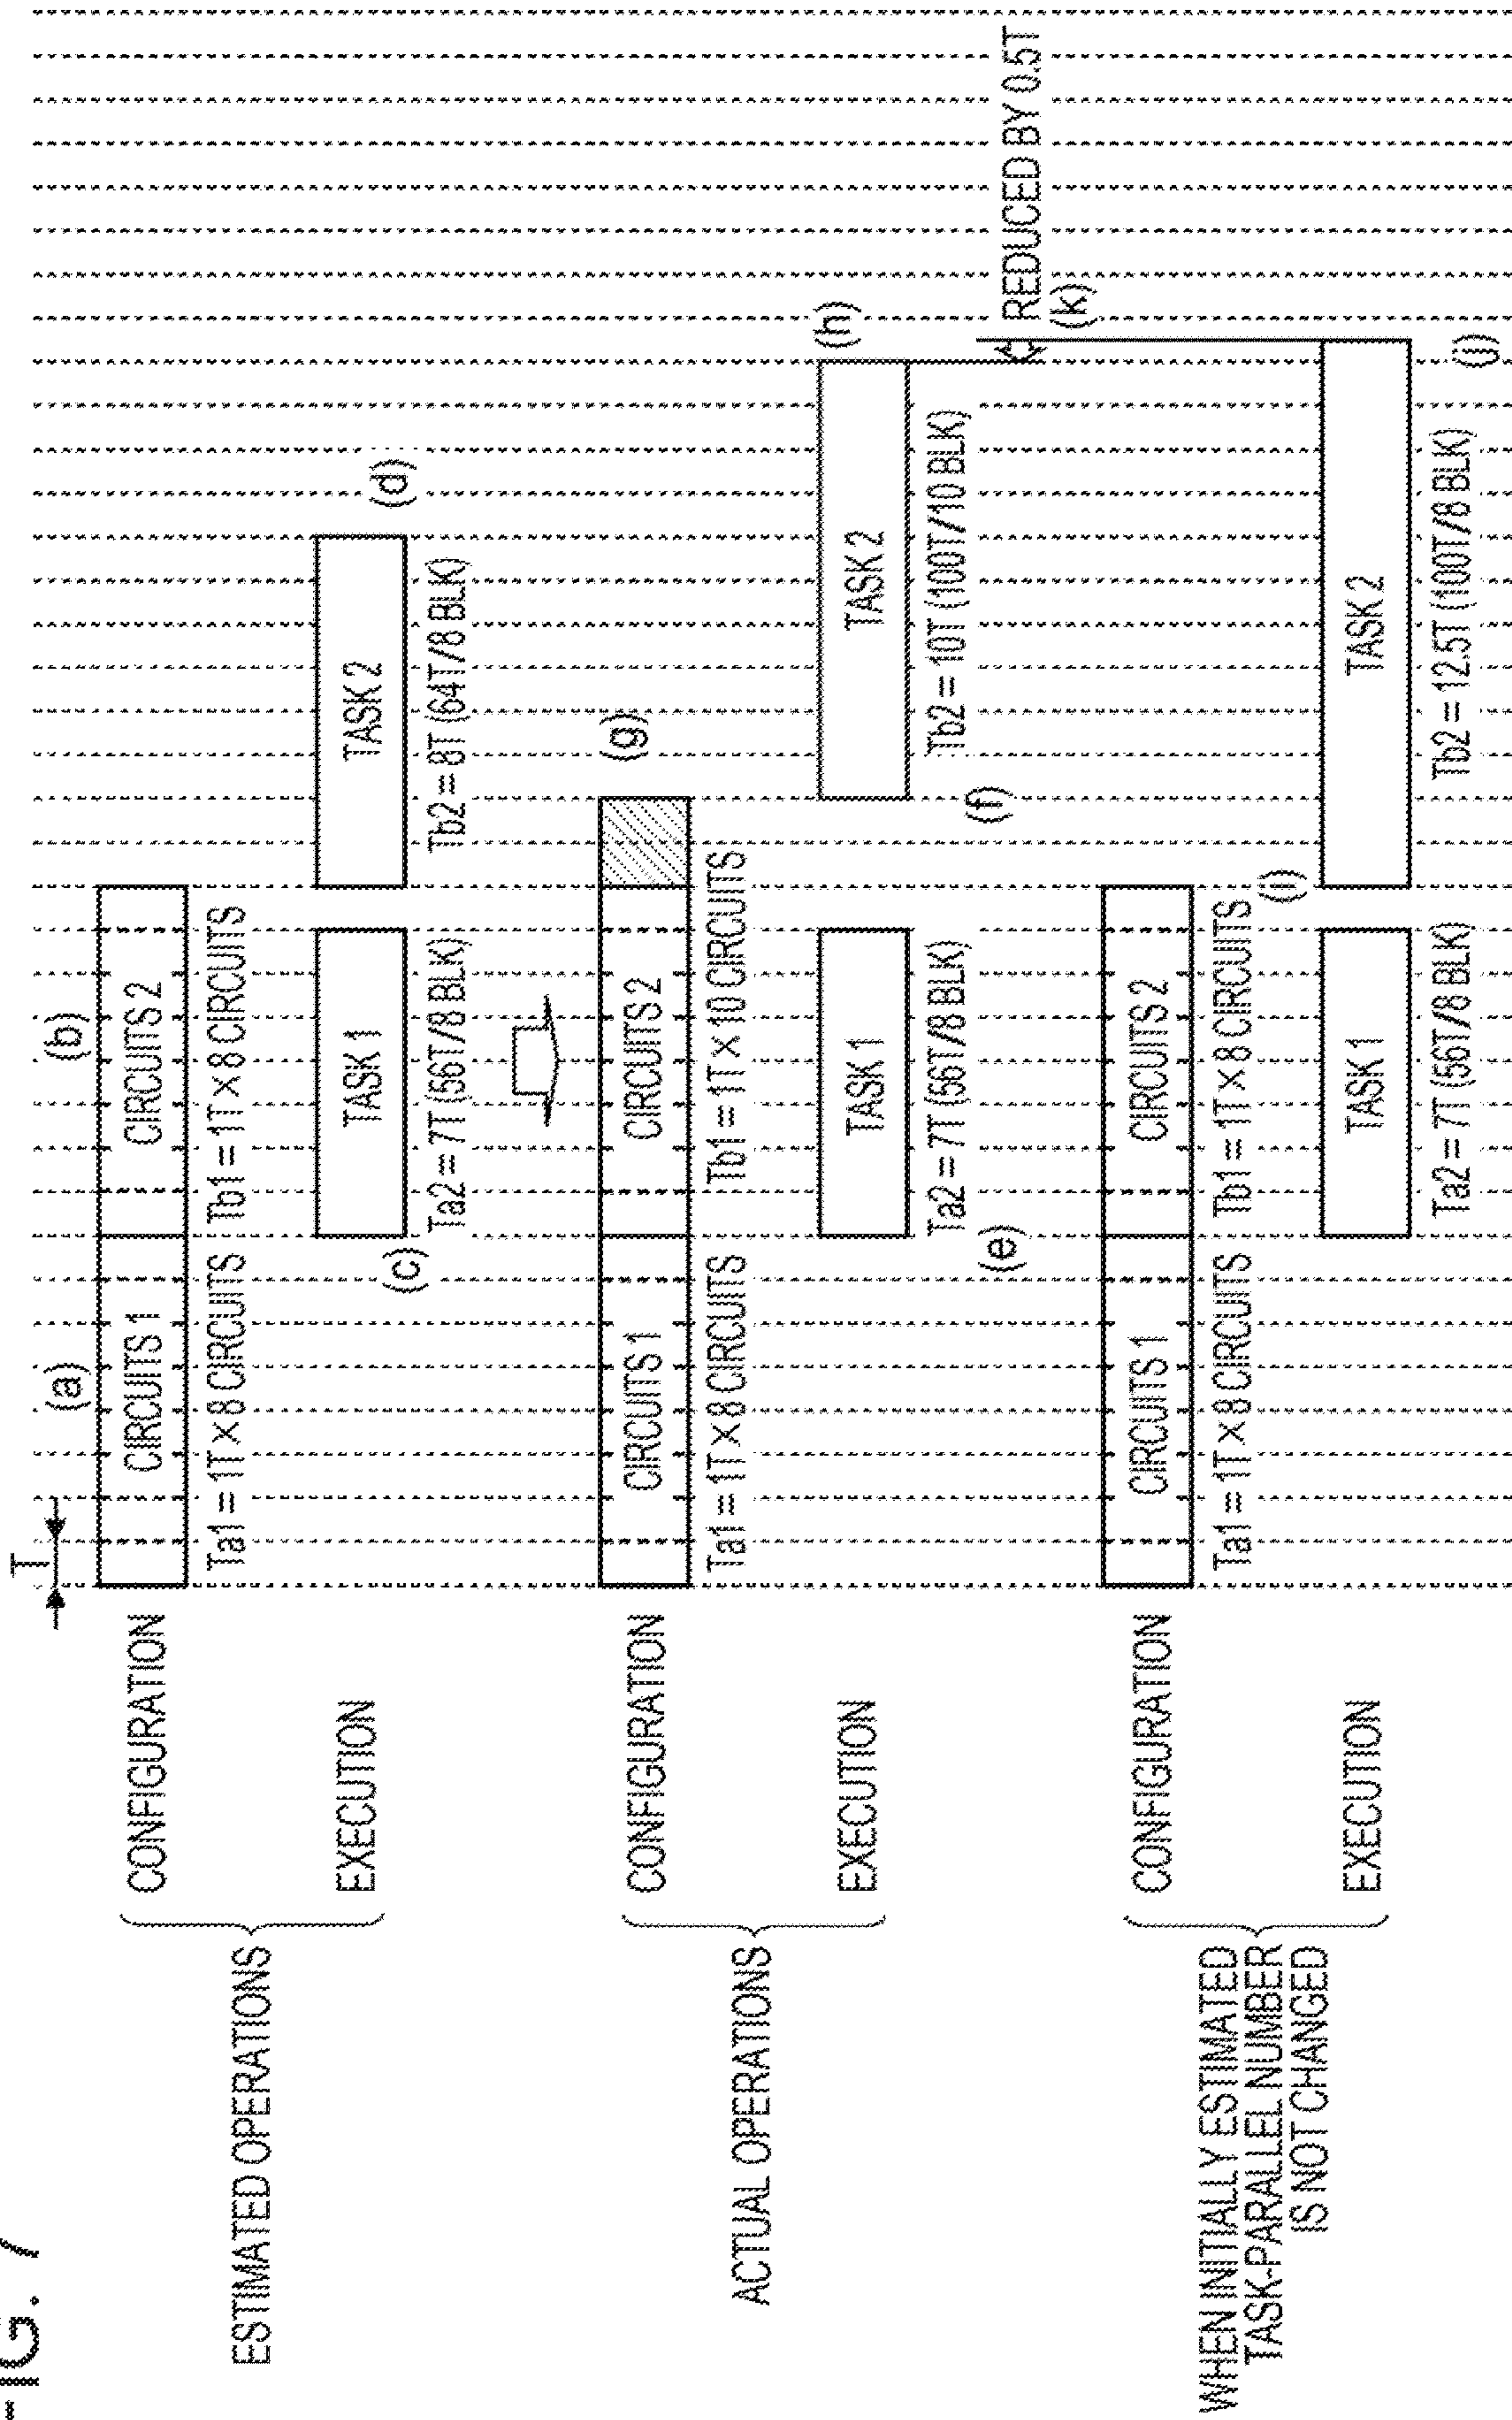 FIG. 7
T
(a)
(b)
ESTIMATED OPERATIONS
CONFIGURATION
CIRCUITS 1
CIRCUITS 2
Ta1 = 1T × 8 CIRCUITS
Tb1 = 1T × 8 CIRCUITS
EXECUTION
TASK 1
TASK 2
(c)
(d)
Ta2 = 7T (56T/8 BLK)
Tb2 = 8T (64T/8 BLK)
ACTUAL OPERATIONS
CONFIGURATION
CIRCUITS 1
CIRCUITS 2
(g)
Ta1 = 1T × 8 CIRCUITS
Tb1 = 1T × 10 CIRCUITS
EXECUTION
TASK 1
TASK 2
(h)
Ta2 = 7T (56T/8 BLK)
Tb2 = 10T (100T/10 BLK)
(e)
(f)
REDUCED BY 0.5T
(k)
WHEN INITIALLY ESTIMATED
TASK-PARALLEL NUMBER
IS NOT CHANGED
CONFIGURATION
CIRCUITS 1
CIRCUITS 2
Ta1 = 1T × 8 CIRCUITS
Tb1 = 1T × 8 CIRCUITS
(i)
EXECUTION
TASK 1
TASK 2
Ta2 = 7T (56T/8 BLK)
Tb2 = 12.5T (100T/8 BLK)
(j)